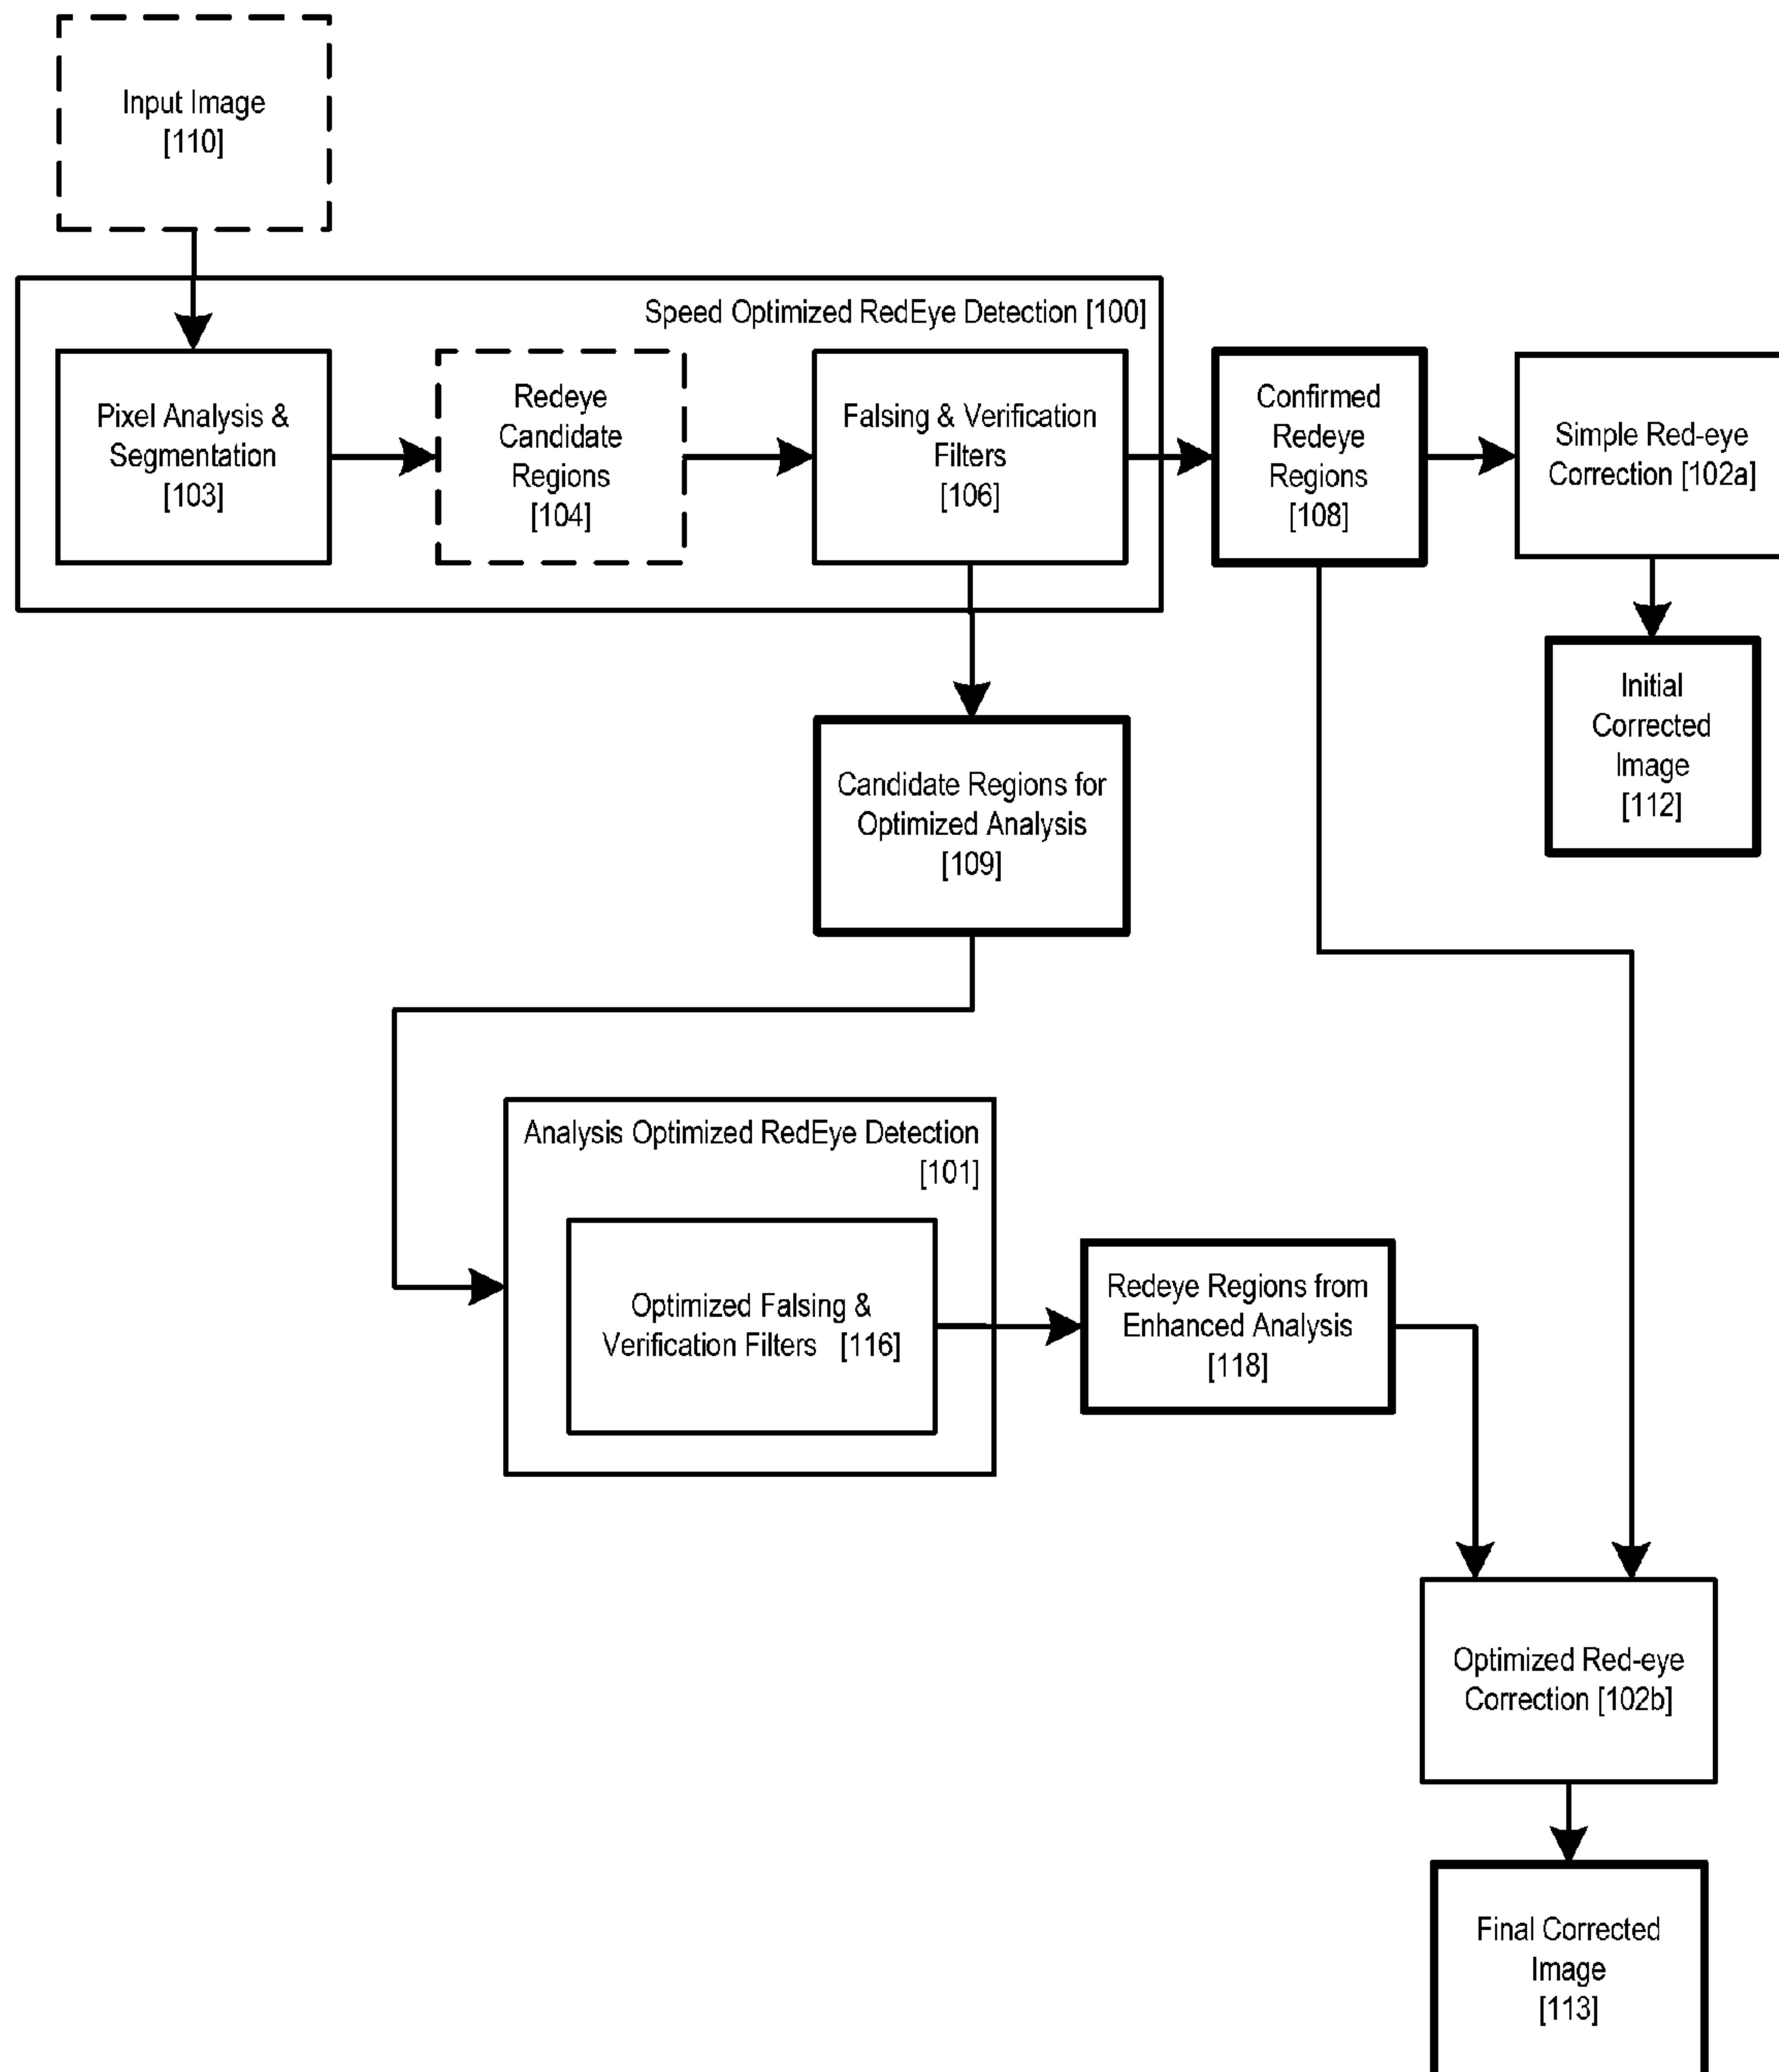 Input Image
[110]
Speed Optimized RedEye Detection [100]
Pixel Analysis &
Segmentation
[103]
Redeye
Candidate
Regions
[104]
Falsing & Verification
Filters
[106]
Confirmed
Redeye
Regions
[108]
Simple Red-eye
Correction [102a]
Initial
Corrected
Image
[112]
Candidate Regions for
Optimized Analysis
[109]
Analysis Optimized RedEye Detection
[101]
Optimized Falsing &
Verification Filters [116]
Redeye Regions from
Enhanced Analysis
[118]
Optimized Red-eye
Correction [102b]
Final Corrected
Image
[113]